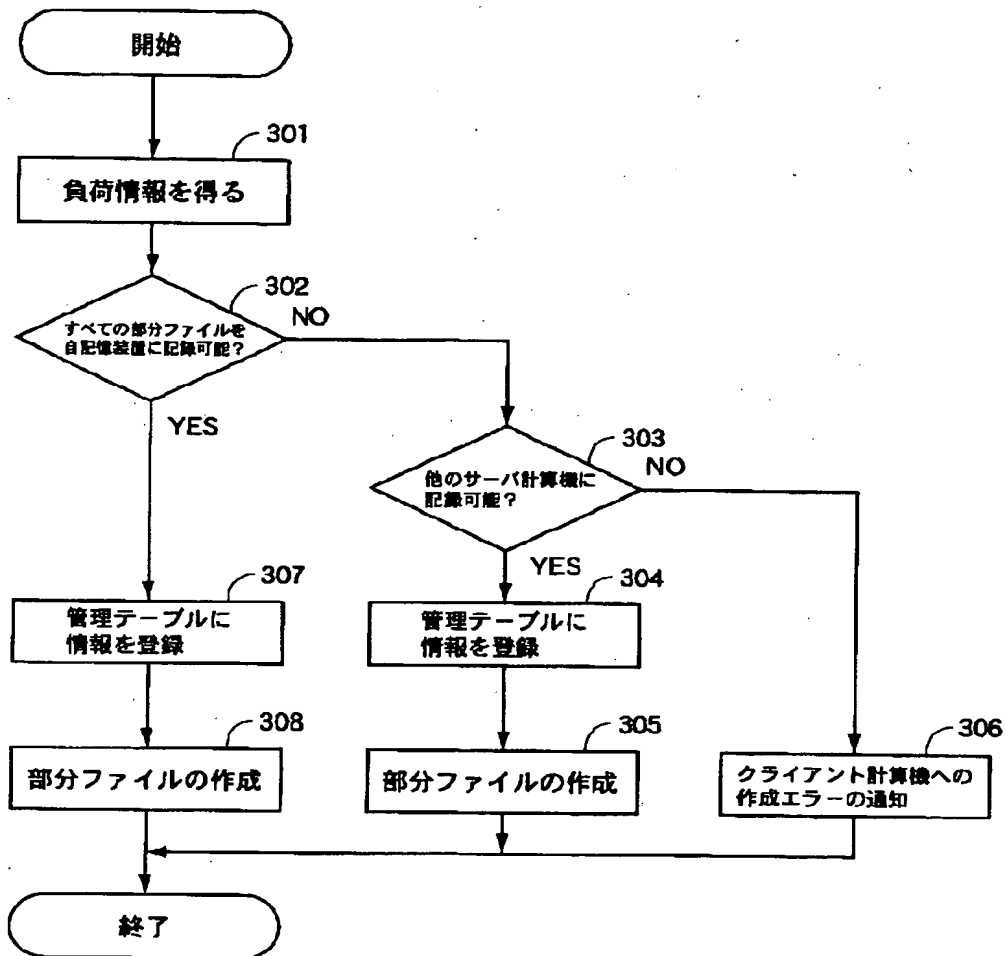 開始
301
負荷情報を得る
302
すべての部分ファイルを
自記憶装置に記録可能?
NO
YES
303
他のサーバ計算機に
記録可能?
NO
YES
307
管理テーブルに
情報を登録
304
管理テーブルに
情報を登録
308
部分ファイルの作成
305
部分ファイルの作成
306
クライアント計算機への
作成エラーの通知
終了